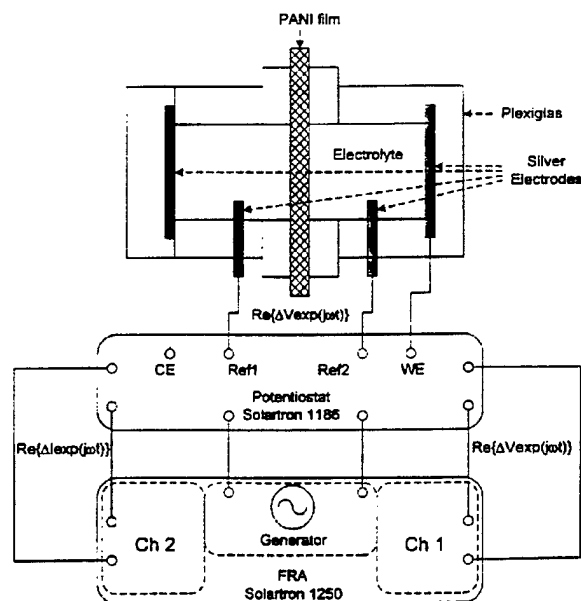 PANI film
Plexiglas
Electrolyte
Silver
Electrodes
Re{ΔVexp(jωt)}
CE
Ref1
Ref2
WE
Potentiostat
Solartron 1186
Re{ΔIexp(jωt)}
Re{ΔVexp(jωt)}
Ch 2
Generator
Ch 1
FRA
Solartron 1250